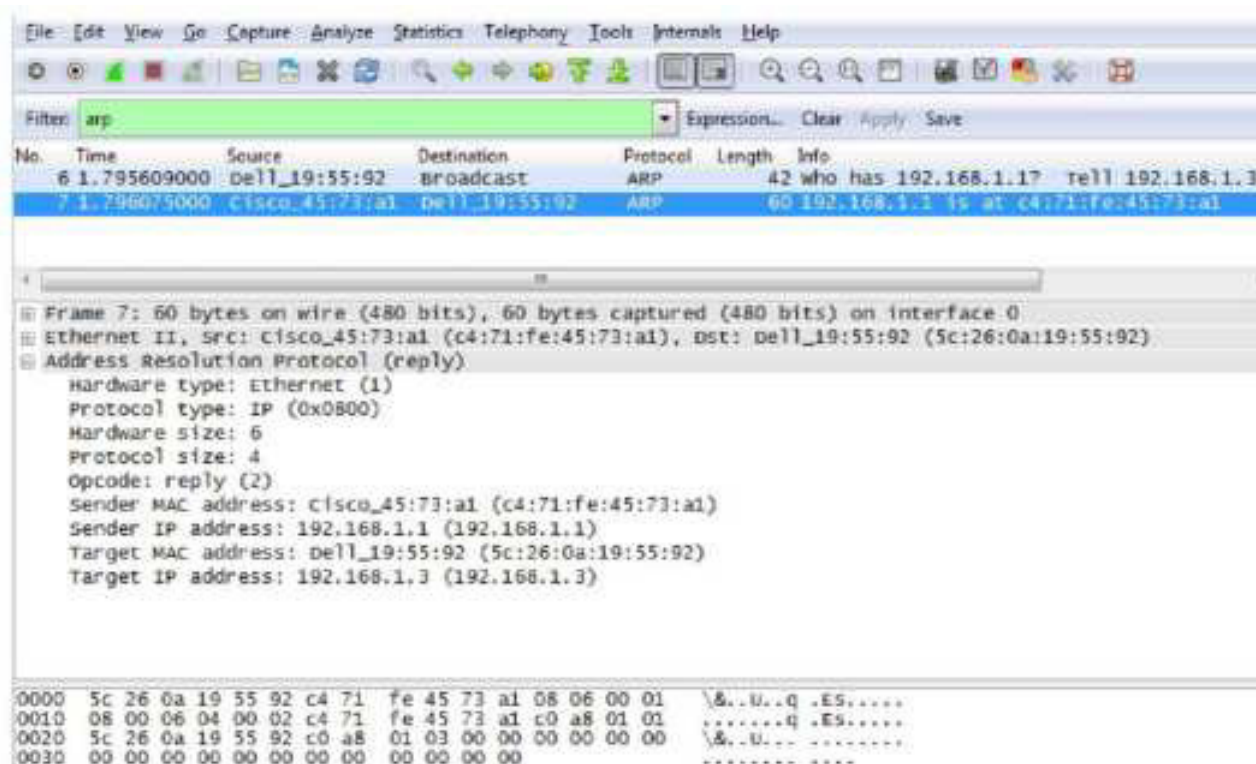 File Edit View Go Capture Analyze Statistics Telephony Tools Internals Help
Filter: arp Expression... Clear Apply Save
No. Time Source Destination Protocol Length Info
6 1.795609000 Dell_19:55:92 Broadcast ARP 42 who has 192.168.1.1? Tell 192.168.1.3
7 1.796075000 Cisco_45:73:a1 Dell_19:55:92 ARP 60 192.168.1.1 is at c4:71:fe:45:73:a1
Frame 7: 60 bytes on wire (480 bits), 60 bytes captured (480 bits) on interface 0
Ethernet II, Src: Cisco_45:73:a1 (c4:71:fe:45:73:a1), Dst: Dell_19:55:92 (5c:26:0a:19:55:92)
Address Resolution Protocol (reply)
Hardware type: Ethernet (1)
Protocol type: IP (0x0800)
Hardware size: 6
Protocol size: 4
Opcode: reply (2)
Sender MAC address: Cisco_45:73:a1 (c4:71:fe:45:73:a1)
Sender IP address: 192.168.1.1 (192.168.1.1)
Target MAC address: Dell_19:55:92 (5c:26:0a:19:55:92)
Target IP address: 192.168.1.3 (192.168.1.3)
0000 5c 26 0a 19 55 92 c4 71 fe 45 73 a1 08 06 00 01 \&..U..q .Es.....
0010 08 00 06 04 00 02 c4 71 fe 45 73 a1 c0 a8 01 01 .......q .Es.....
0020 5c 26 0a 19 55 92 c0 a8 01 03 00 00 00 00 00 00 \&..U... ........
0030 00 00 00 00 00 00 00 00 00 00 00 00 ........ ....